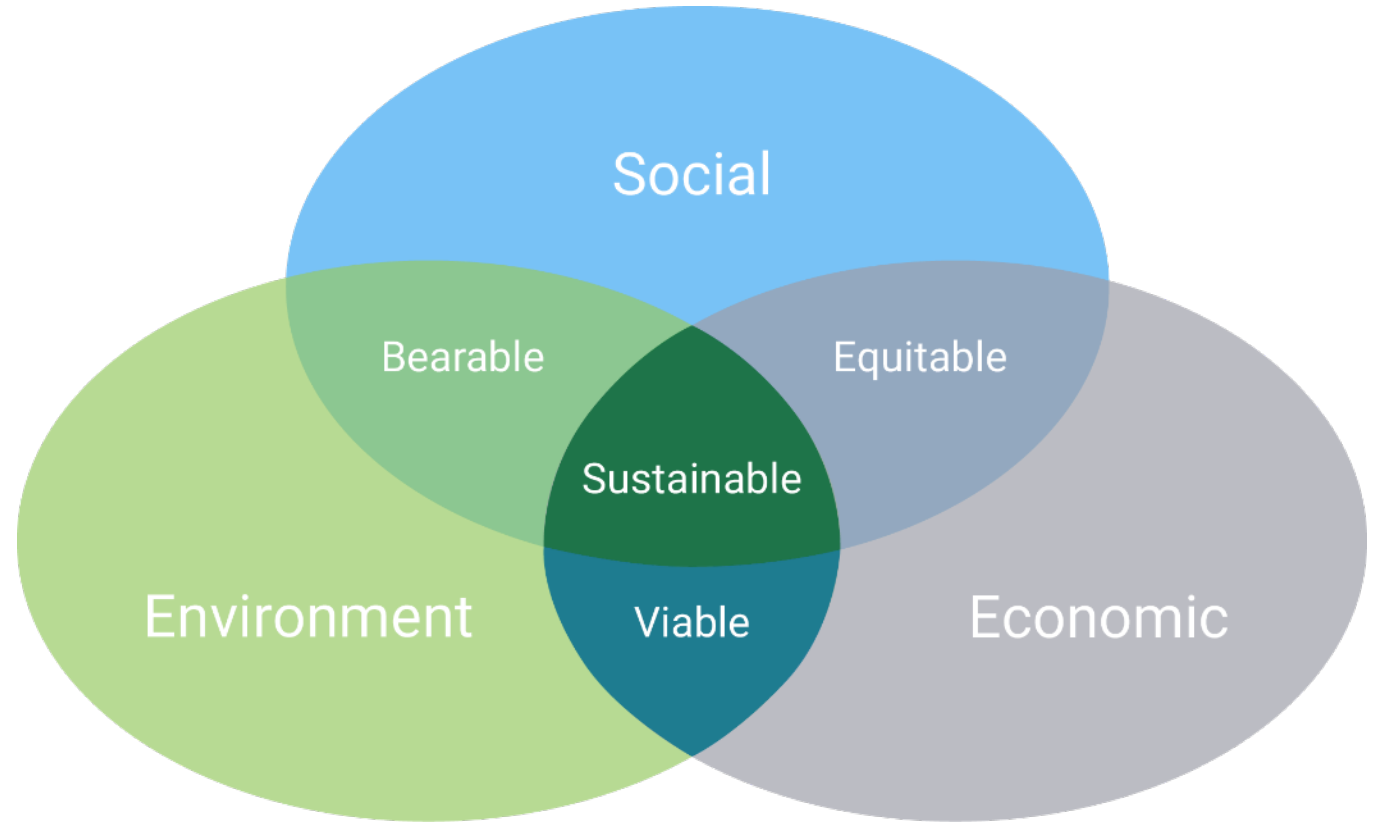 Social
Bearable
Equitable
Sustainable
Environment
Viable
Economic